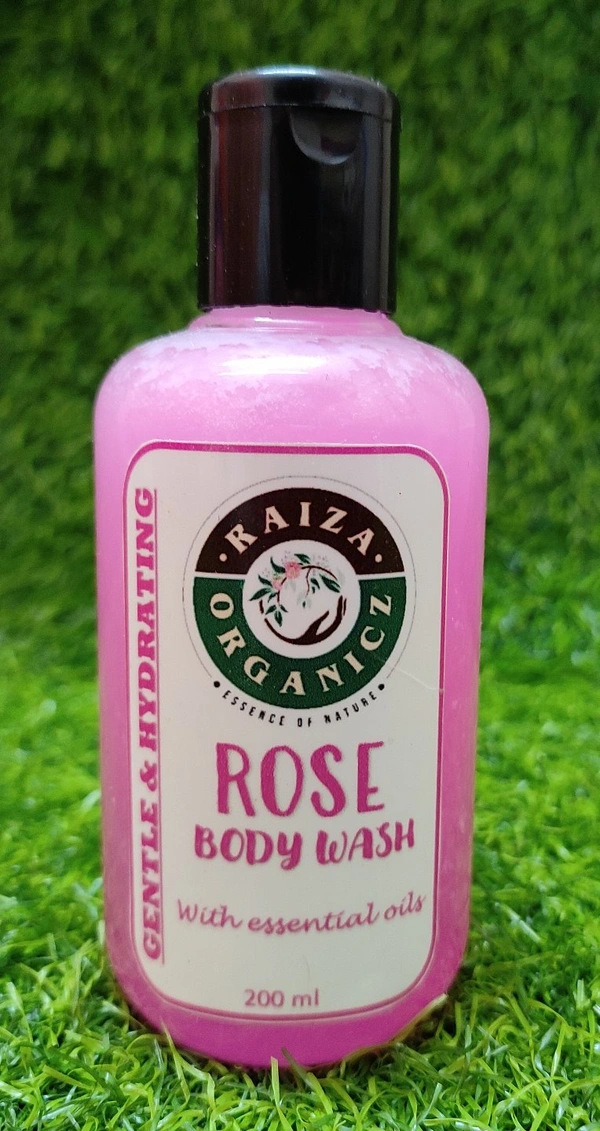 RAIZA
ORGANICZ
ESSENCE OF NATURE
GENTLE & HYDRATING
ROSE
BODY WASH
With essential oils
200 ml